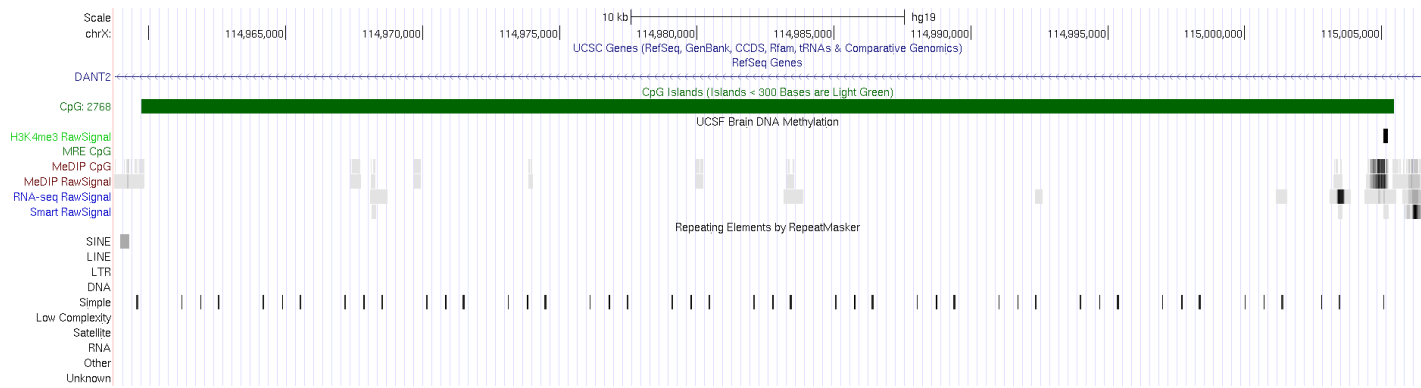 Scale 10 kb hg19
chrX: 114,965,000 114,970,000 114,975,000 114,980,000 114,985,000 114,990,000 114,995,000 115,000,000 115,005,000
UCSC Genes (RefSeq, GenBank, CCDS, Rfam, tRNAs & Comparative Genomics)
RefSeq Genes
DANT2
CpG Islands (Islands < 300 Bases are Light Green)
CpG: 2768
UCSF Brain DNA Methylation
H3K4me3 RawSignal
MRE CpG
MeDIP CpG
MeDIP RawSignal
RNA-seq RawSignal
Smart RawSignal
Repeating Elements by RepeatMasker
SINE
LINE
LTR
DNA
Simple
Low Complexity
Satellite
RNA
Other
Unknown